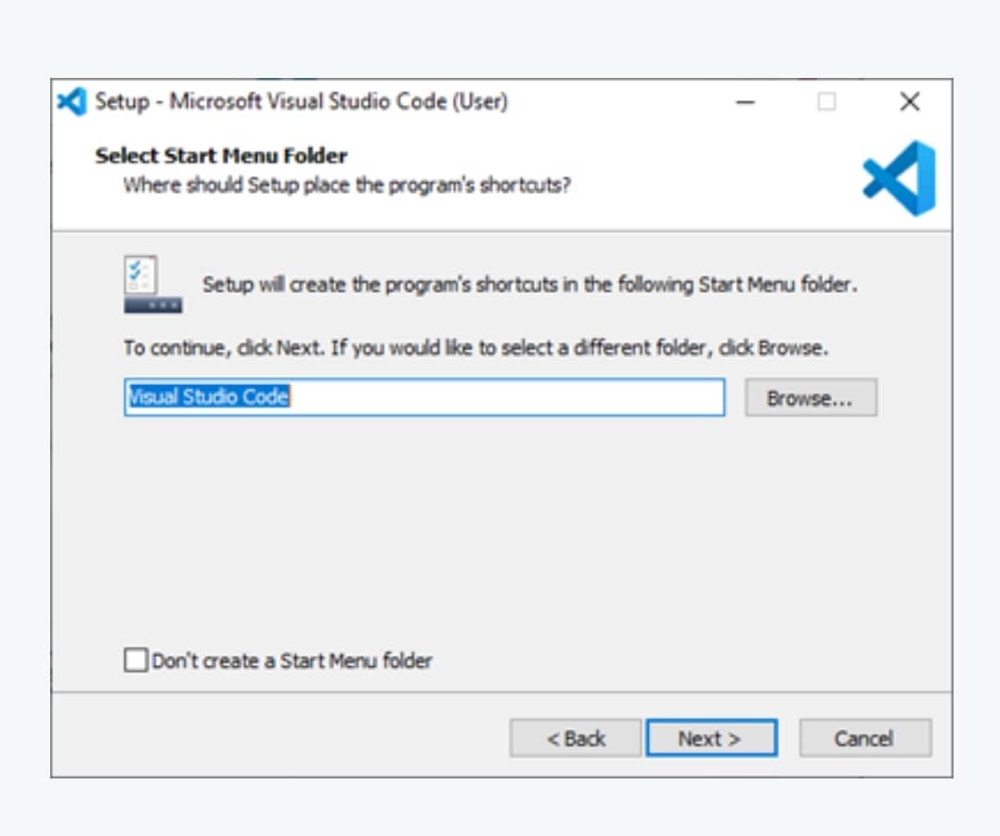 Setup - Microsoft Visual Studio Code (User)
Select Start Menu Folder
Where should Setup place the program's shortcuts?
Setup will create the program's shortcuts in the following Start Menu folder.
To continue, click Next. If you would like to select a different folder, click Browse.
Visual Studio Code
Browse...
Don't create a Start Menu folder
< Back
Next >
Cancel